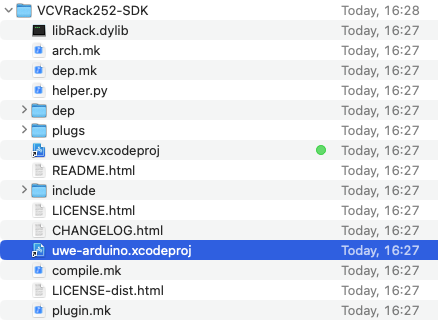 VCVRack252-SDK Today, 16:28
libRack.dylib Today, 16:27
arch.mk Today, 16:27
dep.mk Today, 16:27
helper.py Today, 16:27
dep Today, 16:27
plugs Today, 16:27
uwevcv.xcodeproj Today, 16:27
README.html Today, 16:27
include Today, 16:27
LICENSE.html Today, 16:27
CHANGELOG.html Today, 16:27
uwe-arduino.xcodeproj Today, 16:27
compile.mk Today, 16:27
LICENSE-dist.html Today, 16:27
plugin.mk Today, 16:27